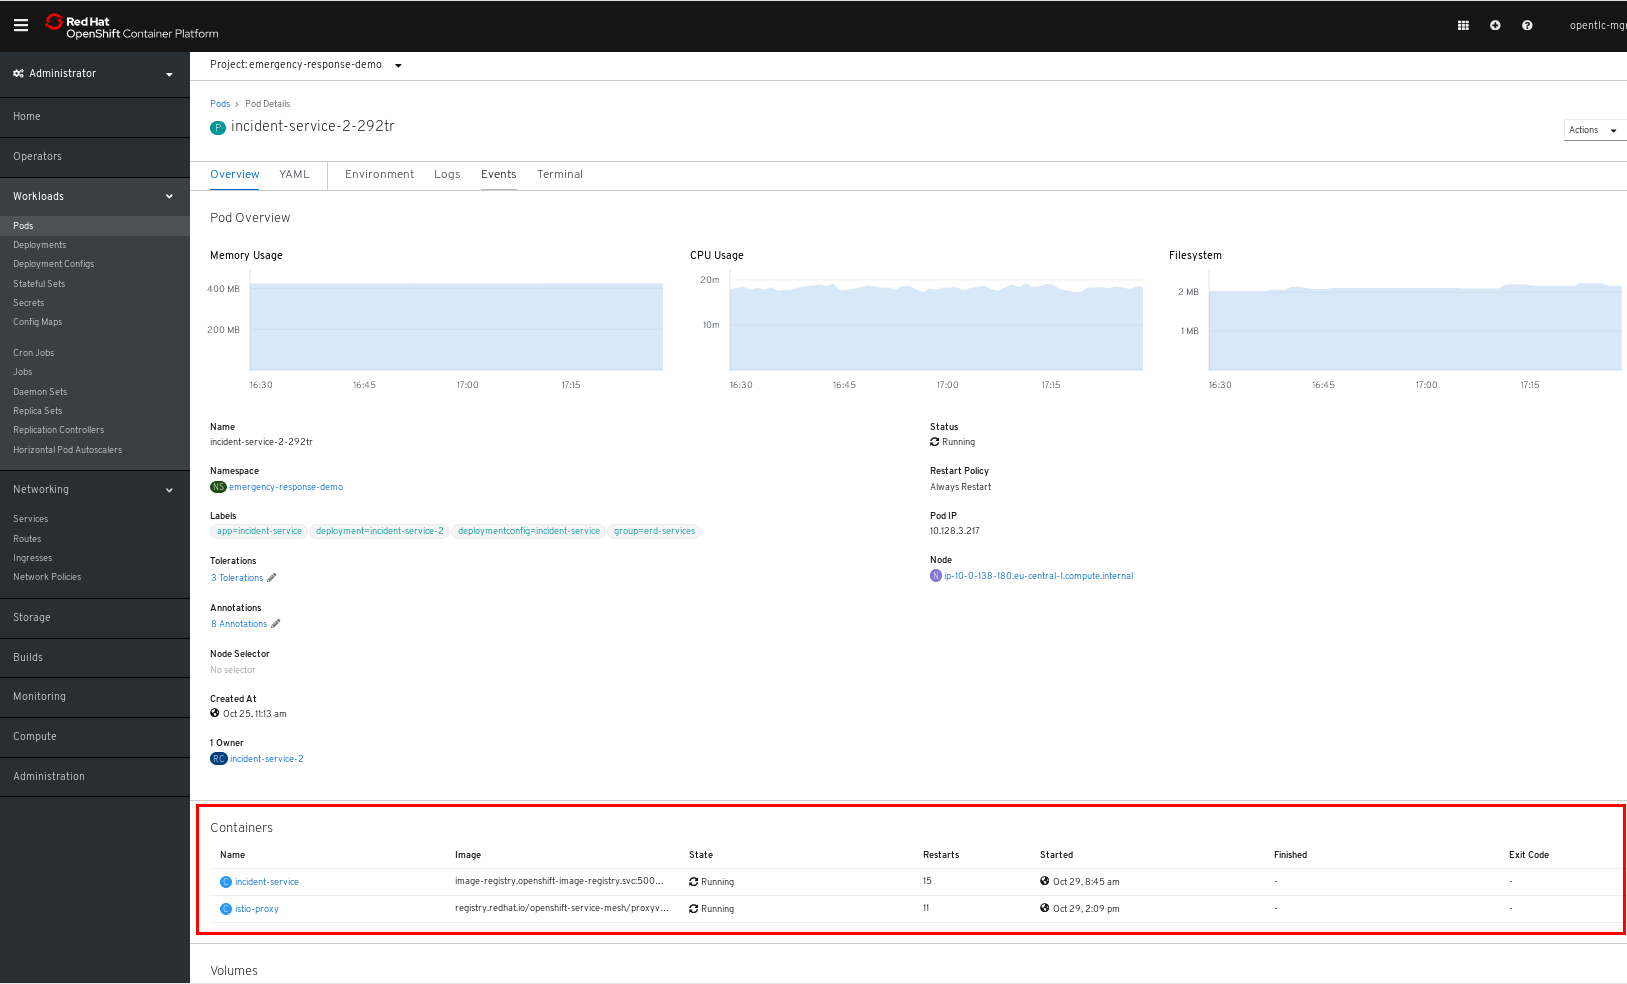 Red Hat
OpenShift Container Platform
opentlc-mgr
Administrator
Home
Operators
Workloads
Pods
Deployments
Deployment Configs
Stateful Sets
Secrets
Config Maps
Cron Jobs
Jobs
Daemon Sets
Replica Sets
Replication Controllers
Horizontal Pod Autoscalers
Networking
Services
Routes
Ingresses
Network Policies
Storage
Builds
Monitoring
Compute
Administration
Project: emergency-response-demo
Pods > Pod Details
P incident-service-2-292tr
Actions
Overview YAML Environment Logs Events Terminal
Pod Overview
Memory Usage
400 MB
200 MB
16:30 16:45 17:00 17:15
CPU Usage
20m
10m
16:30 16:45 17:00 17:15
Filesystem
2 MB
1 MB
16:30 16:45 17:00 17:15
Name
incident-service-2-292tr
Namespace
NS emergency-response-demo
Labels
app=incident-service deployment=incident-service-2 deploymentconfig=incident-service group=erd-services
Tolerations
3 Tolerations
Annotations
8 Annotations
Node Selector
No selector
Created At
Oct 25, 11:13 am
1 Owner
RC incident-service-2
Status
Running
Restart Policy
Always Restart
Pod IP
10.128.3.217
Node
N ip-10-0-138-180.eu-central-1.compute.internal
Containers
Name Image State Restarts Started Finished Exit Code
C incident-service image-registry.openshift-image-registry.svc:500... Running 15 Oct 29, 8:45 am - -
C istio-proxy registry.redhat.io/openshift-service-mesh/proxyv... Running 11 Oct 29, 2:09 pm - -
Volumes